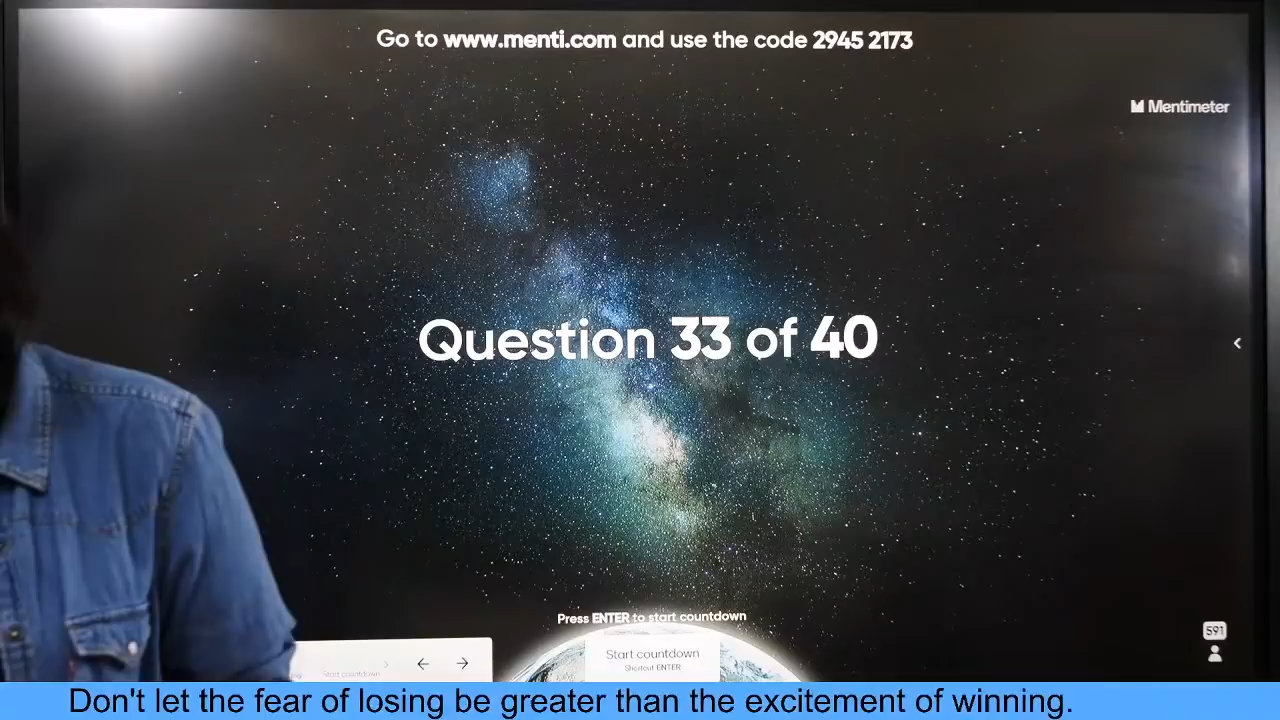 Go to www.menti.com and use the code 2945 2173
Mentimeter
Question 33 of 40
Press ENTER to start countdown
Start countdown
Shortcut ENTER
Start countdown
591
Don't let the fear of losing be greater than the excitement of winning.